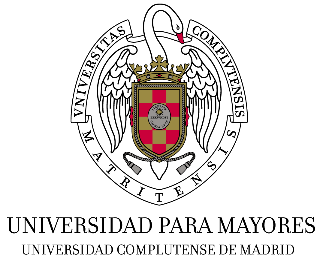 VNIVERSITAS COMPLVTENSIS
MATRITENSIS
UNIVERSIDAD PARA MAYORES
UNIVERSIDAD COMPLUTENSE DE MADRID